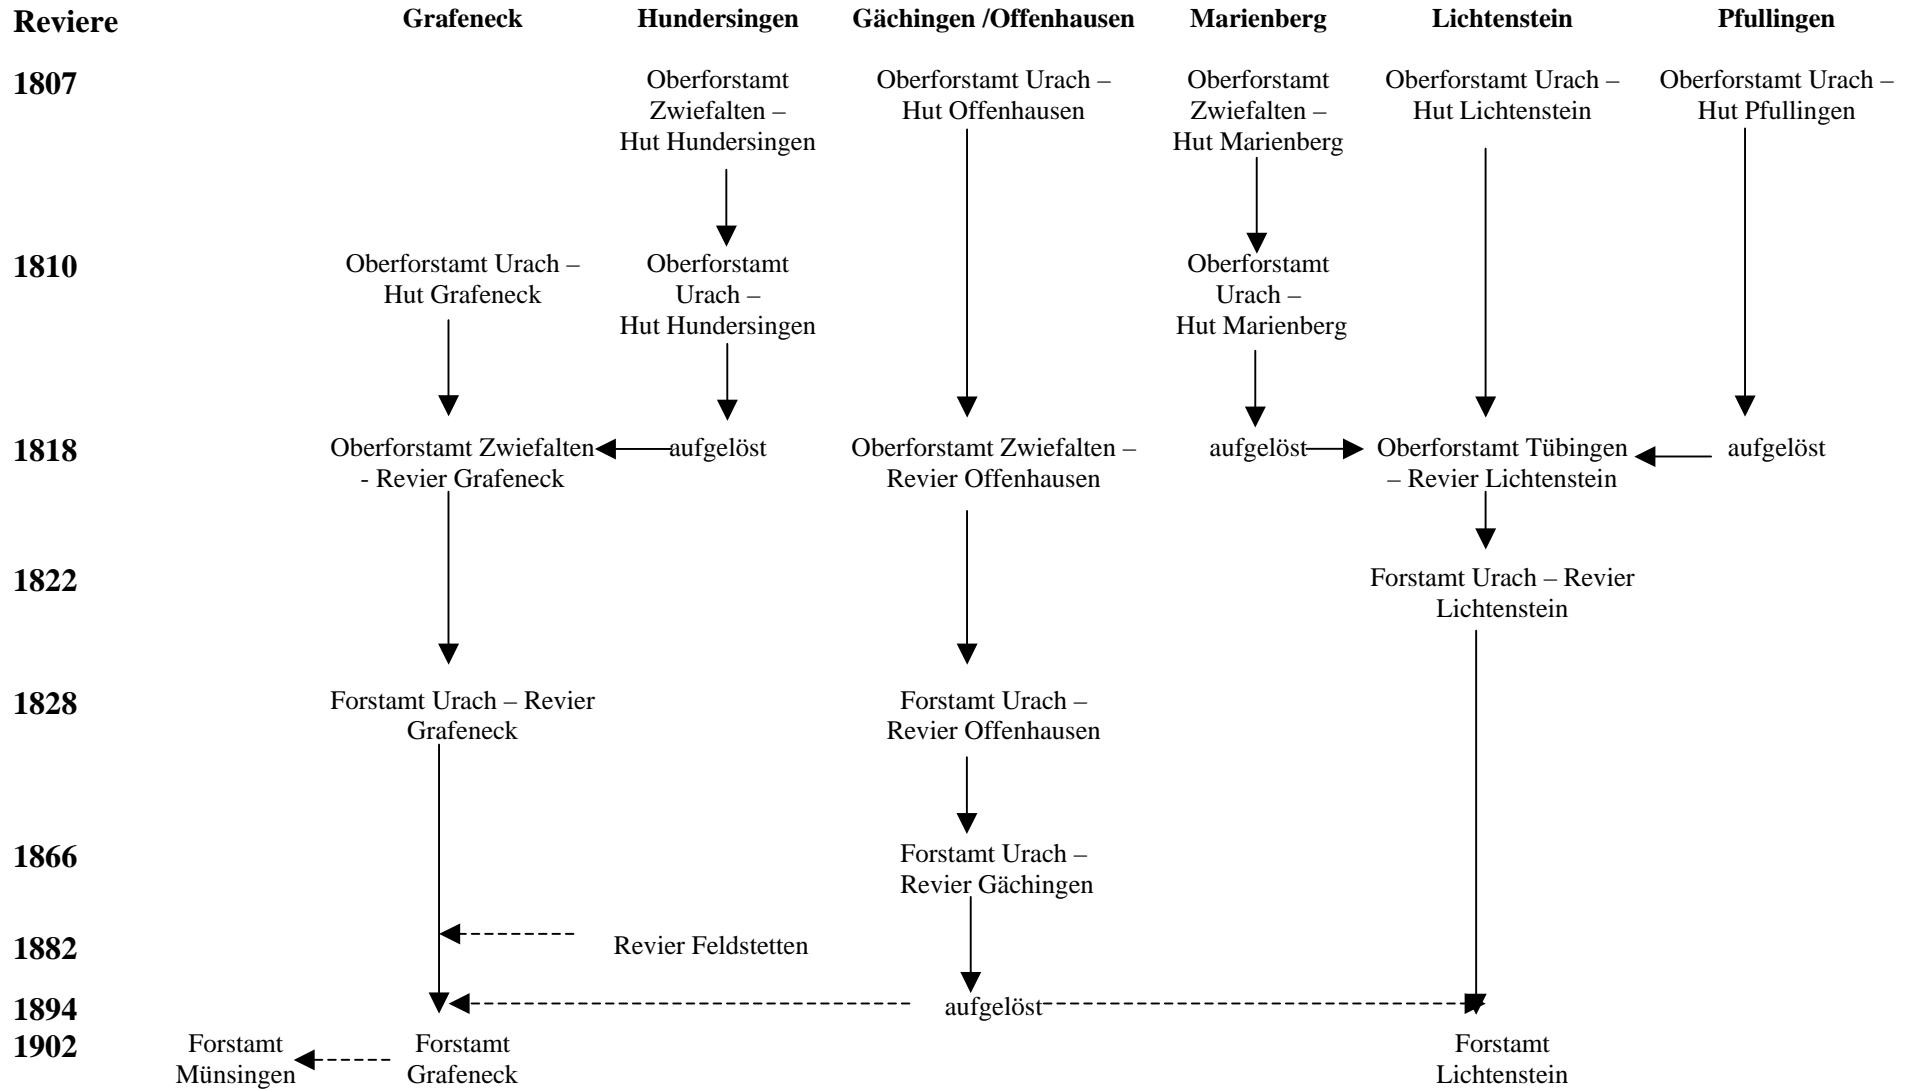 Reviere
Grafeneck
Hundersingen
Gächingen /Offenhausen
Marienberg
Lichtenstein
Pfullingen
1807
Oberforstamt
Zwiefalten –
Hut Hundersingen
Oberforstamt Urach –
Hut Offenhausen
Oberforstamt
Zwiefalten –
Hut Marienberg
Oberforstamt Urach –
Hut Lichtenstein
Oberforstamt Urach –
Hut Pfullingen
1810
Oberforstamt Urach –
Hut Grafeneck
Oberforstamt
Urach –
Hut Hundersingen
Oberforstamt
Urach –
Hut Marienberg
1818
Oberforstamt Zwiefalten
- Revier Grafeneck
aufgelöst
Oberforstamt Zwiefalten –
Revier Offenhausen
aufgelöst
Oberforstamt Tübingen
– Revier Lichtenstein
aufgelöst
1822
Forstamt Urach – Revier
Lichtenstein
1828
Forstamt Urach – Revier
Grafeneck
Forstamt Urach –
Revier Offenhausen
1866
Forstamt Urach –
Revier Gächingen
1882
Revier Feldstetten
1894
aufgelöst
1902
Forstamt
Münsingen
Forstamt
Grafeneck
Forstamt
Lichtenstein